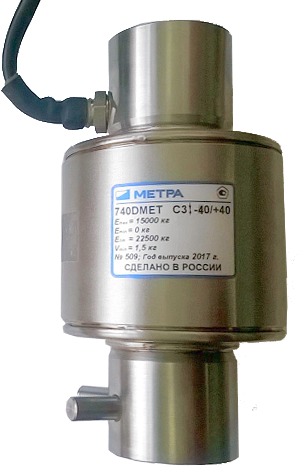 МЕТРА
740DMET С3 -40/+40
Emax = 15000 кг
Emin = 0 кг
Elim = 22500 кг
Vmin = 1,5 кг
№ 509; Год выпуска 2017 г.
СДЕЛАНО В РОССИИ